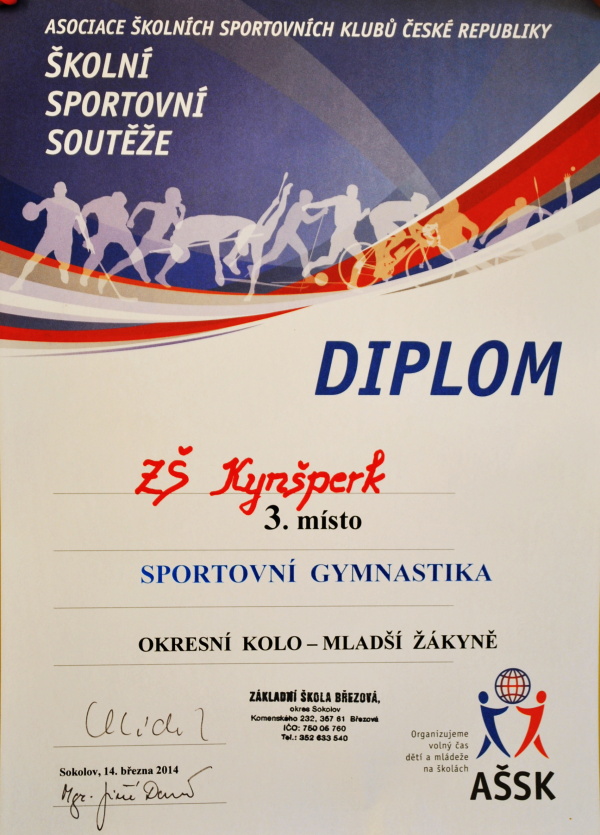 ASOCIACE ŠKOLNÍCH SPORTOVNÍCH KLUBŮ ČESKÉ REPUBLIKY
ŠKOLNÍ
SPORTOVNÍ
SOUTĚŽE
DIPLOM
ZŠ Kynšperk
3. místo
SPORTOVNÍ GYMNASTIKA
OKRESNÍ KOLO – MLADŠÍ ŽÁKYNĚ
ZÁKLADNÍ ŠKOLA BŘEZOVÁ,
okres Sokolov
Komenského 232, 357 61 Březová
IČO: 750 05 760
Tel.: 352 633 540
Sokolov, 14. března 2014
Mgr. Jiří
Organizujeme
volný čas
dětí a mládeže
na školách
AŠSK